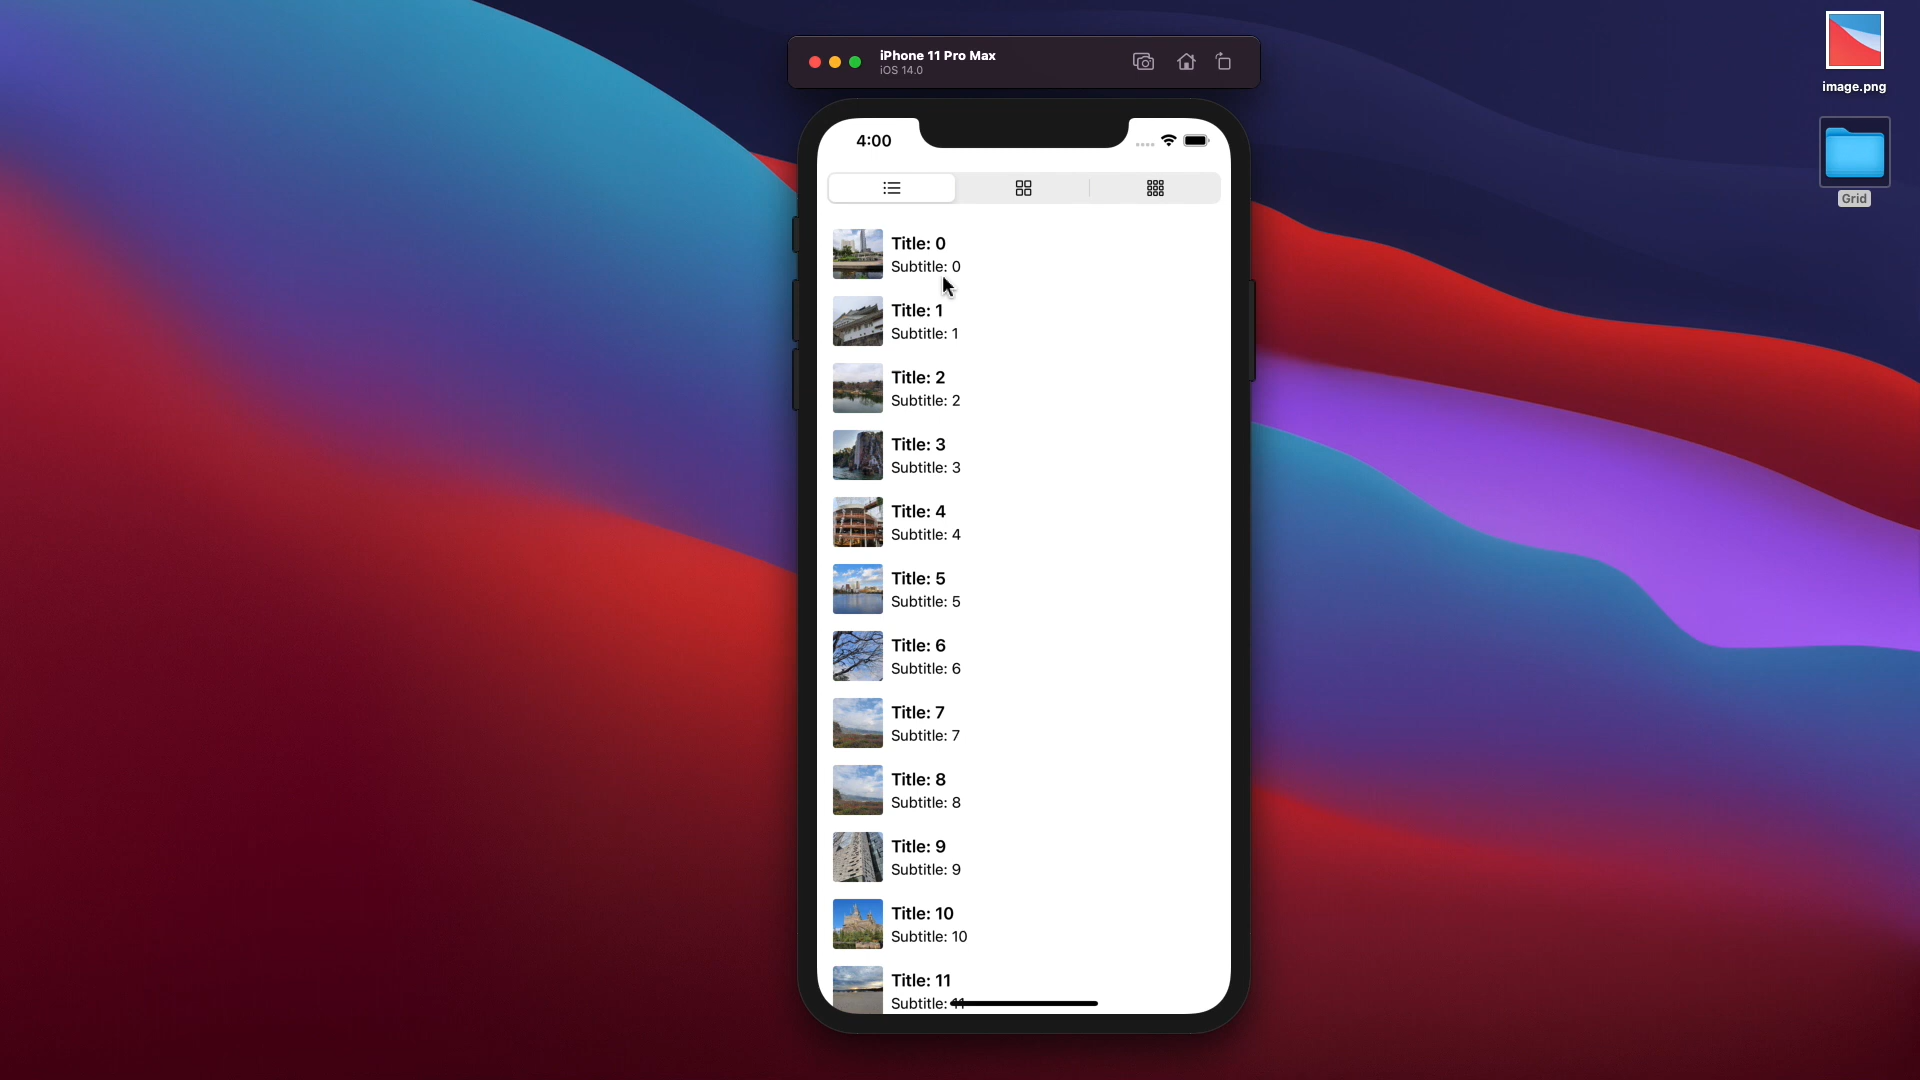 iPhone 11 Pro Max
iOS 14.0
image.png
Grid
4:00
Title: 0
Subtitle: 0
Title: 1
Subtitle: 1
Title: 2
Subtitle: 2
Title: 3
Subtitle: 3
Title: 4
Subtitle: 4
Title: 5
Subtitle: 5
Title: 6
Subtitle: 6
Title: 7
Subtitle: 7
Title: 8
Subtitle: 8
Title: 9
Subtitle: 9
Title: 10
Subtitle: 10
Title: 11
Subtitle: 11